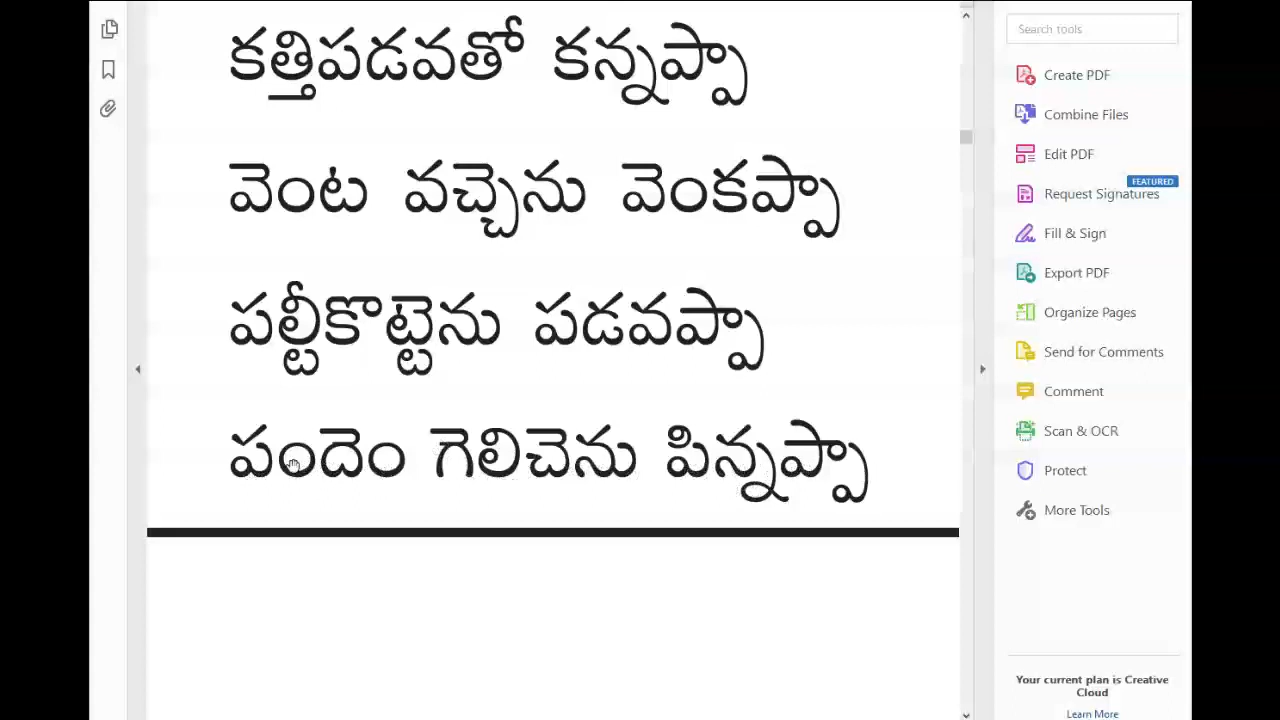 కత్తిపడవతో కన్నప్పా
వెంట వచ్చెను వెంకప్పా
పల్టీకొట్టెను పడవప్పా
పందెం గెలిచెను పిన్నప్పా
Search tools
Create PDF
Combine Files
Edit PDF
FEATURED
Request Signatures
Fill & Sign
Export PDF
Organize Pages
Send for Comments
Comment
Scan & OCR
Protect
More Tools
Your current plan is Creative
Cloud
Learn More